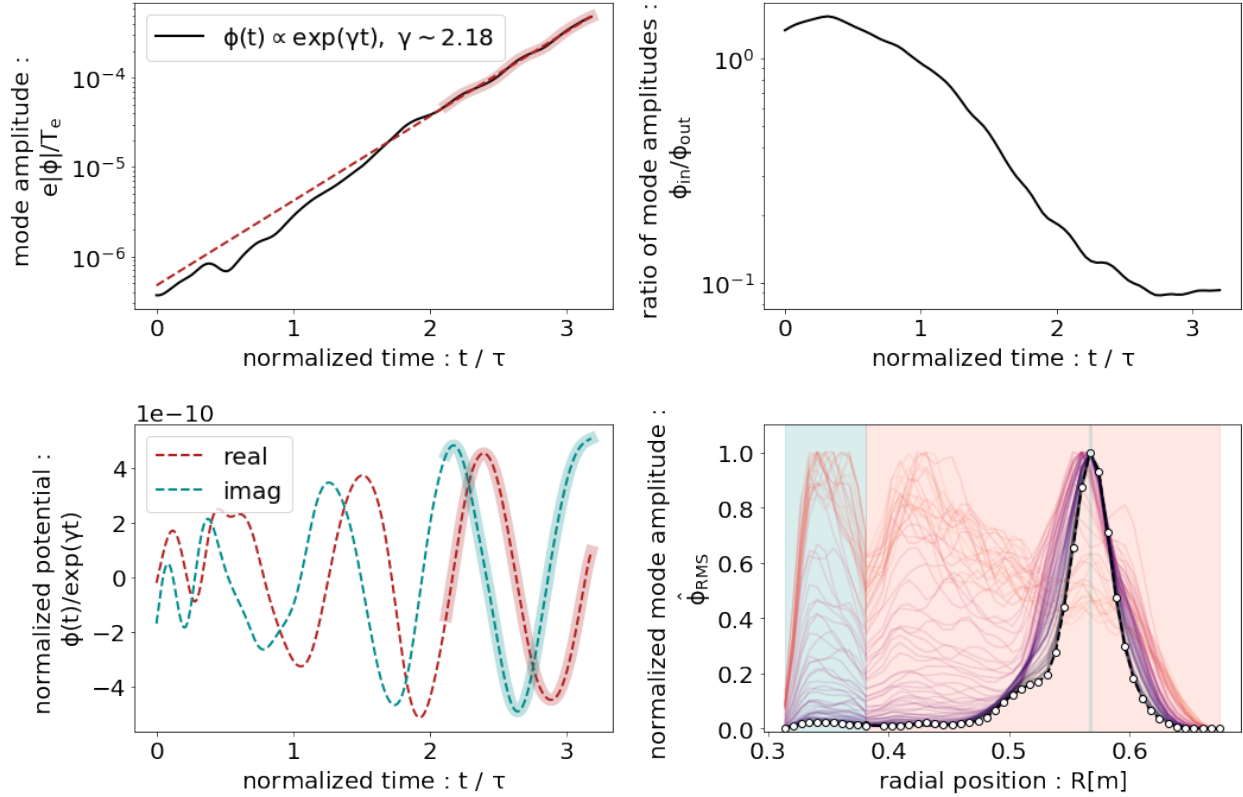 mode amplitude :
e|ϕ|/Tₑ
10⁻⁴
10⁻⁵
10⁻⁶
ϕ(t) ∝ exp(γt), γ ~ 2.18
0 1 2 3
normalized time : t / τ
ratio of mode amplitudes :
ϕ_in/ϕ_out
10⁰
10⁻¹
0 1 2 3
normalized time : t / τ
normalized potential :
ϕ(t)/exp(γt)
1e−10
4
2
0
−2
−4
real
imag
0 1 2 3
normalized time : t / τ
normalized mode amplitude :
ϕ̂_RMS
1.0
0.8
0.6
0.4
0.2
0.0
0.3 0.4 0.5 0.6
radial position : R[m]